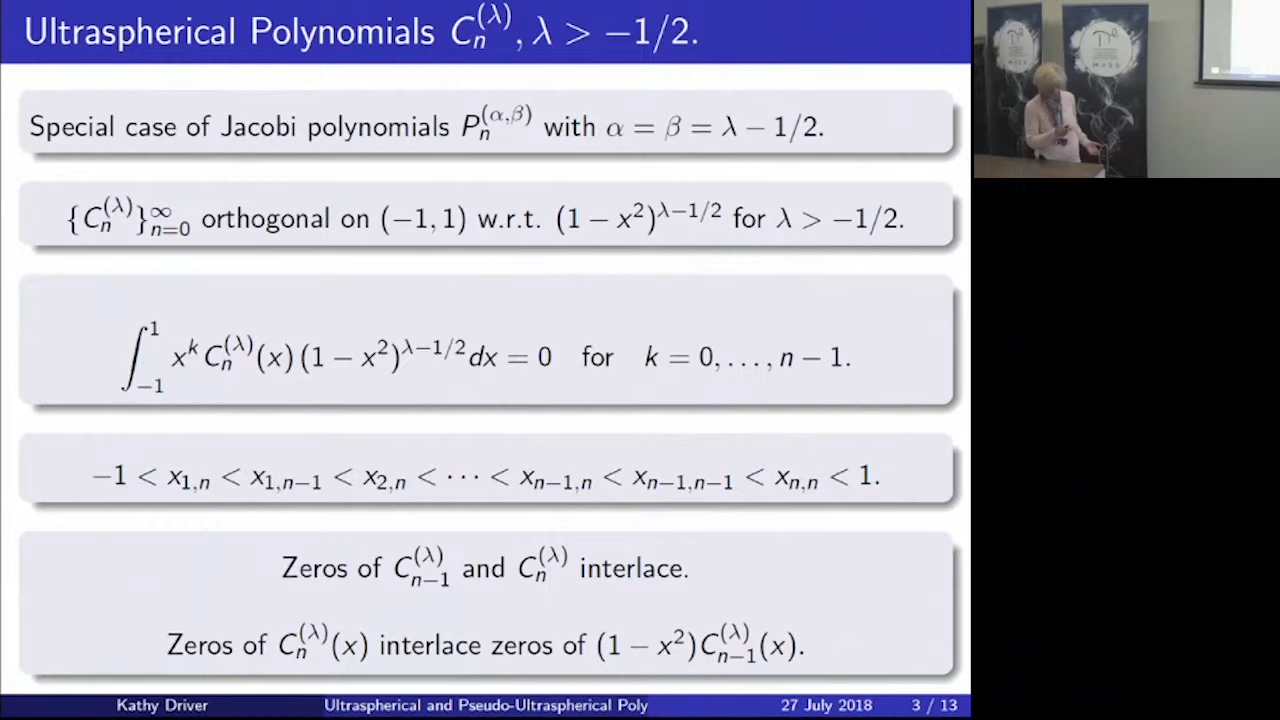 Ultraspherical Polynomials C_n^{(λ)}, λ > −1/2.
Special case of Jacobi polynomials P_n^{(α,β)} with α = β = λ − 1/2.
{C_n^{(λ)}}_{n=0}^∞ orthogonal on (−1, 1) w.r.t. (1 − x²)^{λ−1/2} for λ > −1/2.
∫_{−1}^{1} x^k C_n^{(λ)}(x) (1 − x²)^{λ−1/2} dx = 0 for k = 0, . . . , n − 1.
−1 < x_{1,n} < x_{1,n−1} < x_{2,n} < · · · < x_{n−1,n} < x_{n−1,n−1} < x_{n,n} < 1.
Zeros of C_{n−1}^{(λ)} and C_n^{(λ)} interlace.
Zeros of C_n^{(λ)}(x) interlace zeros of (1 − x²)C_{n−1}^{(λ)}(x).
Kathy Driver Ultraspherical and Pseudo-Ultraspherical Poly 27 July 2018 3 / 13